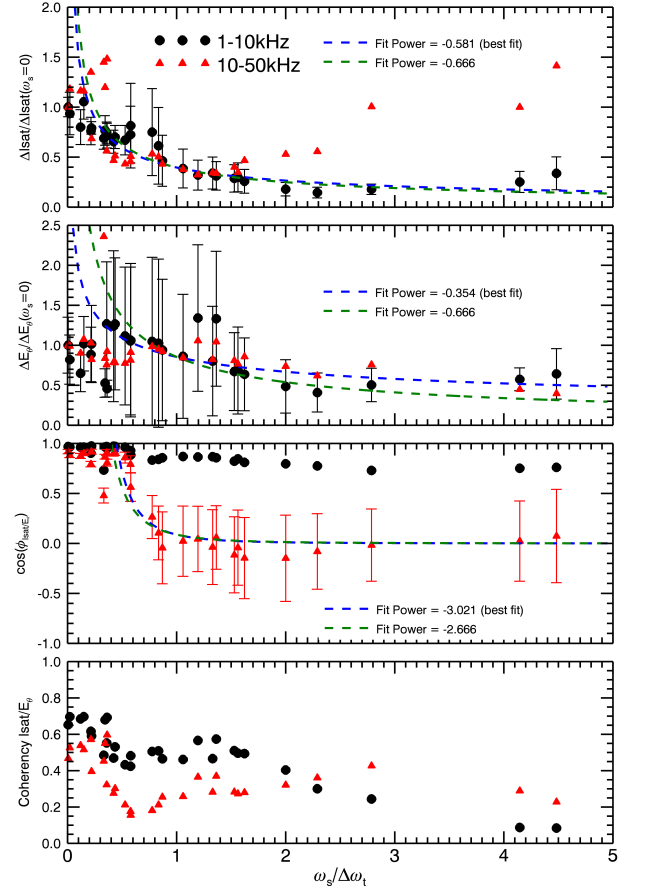 2.0
1.5
1.0
0.5
0.0
ΔIsat/ΔIsat(ωs=0)
1-10kHz
10-50kHz
Fit Power = -0.581 (best fit)
Fit Power = -0.666
2.5
2.0
1.5
1.0
0.5
0.0
ΔEθ/ΔEθ(ωs=0)
Fit Power = -0.354 (best fit)
Fit Power = -0.666
1.0
0.5
0.0
-0.5
-1.0
cos(φIsat/E)
Fit Power = -3.021 (best fit)
Fit Power = -2.666
1.0
0.8
0.6
0.4
0.2
0.0
Coherency Isat/Eθ
0 1 2 3 4 5
ωs/Δωt